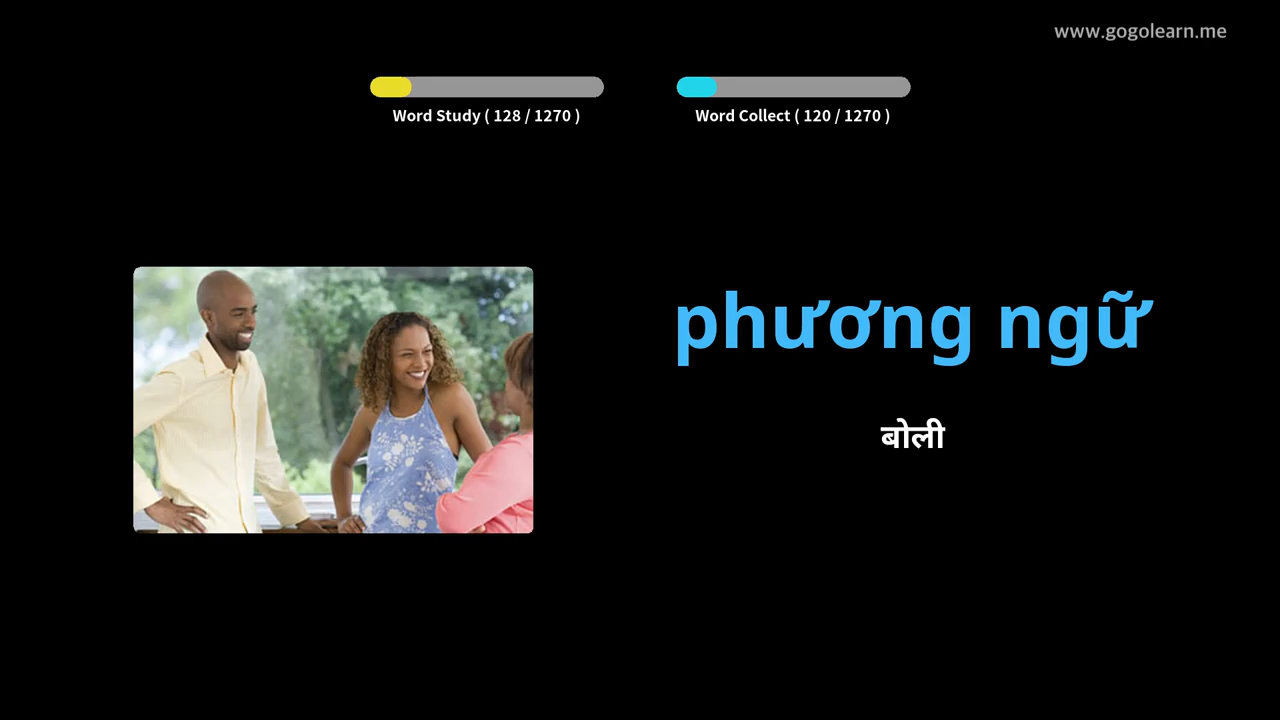 www.gogolearn.me
Word Study ( 128 / 1270 )
Word Collect ( 120 / 1270 )
phương ngữ
बोली